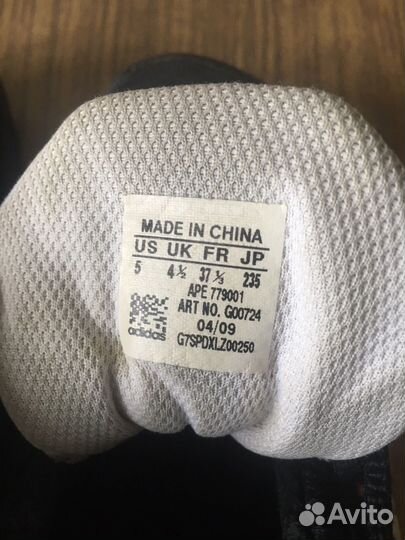 MADE IN CHINA
US UK FR JP
5 4½ 37⅓ 235
APE 779001
ART NO. G00724
04/09
adidas G7SPDXLZ00250
Avito